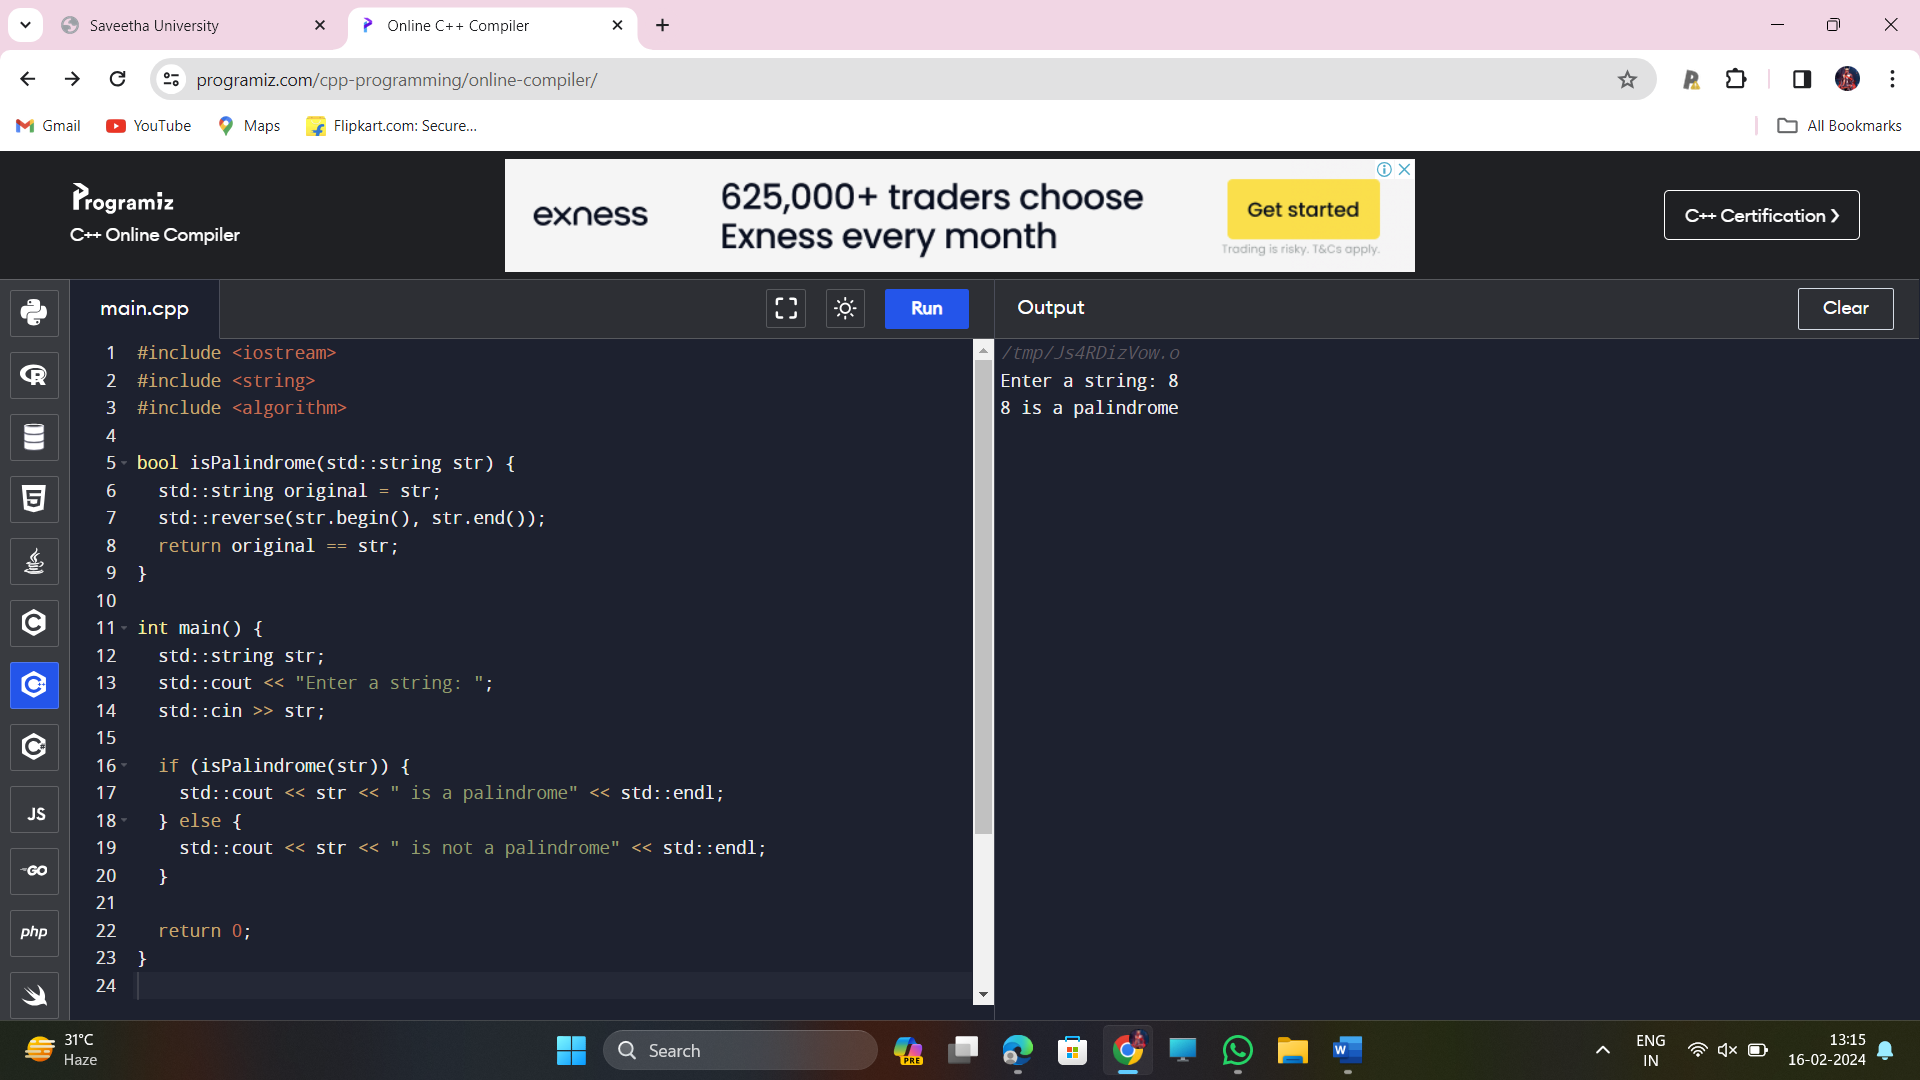 Saveetha University
Online C++ Compiler
programiz.com/cpp-programming/online-compiler/
Gmail
YouTube
Maps
Flipkart.com: Secure...
All Bookmarks
Programiz
C++ Online Compiler
exness
625,000+ traders choose
Exness every month
Get started
Trading is risky. T&Cs apply.
C++ Certification ❯
main.cpp
Run
Output
Clear
1 #include <iostream>
2 #include <string>
3 #include <algorithm>
4
5 bool isPalindrome(std::string str) {
6   std::string original = str;
7   std::reverse(str.begin(), str.end());
8   return original == str;
9 }
10
11 int main() {
12   std::string str;
13   std::cout << "Enter a string: ";
14   std::cin >> str;
15
16   if (isPalindrome(str)) {
17     std::cout << str << " is a palindrome" << std::endl;
18   } else {
19     std::cout << str << " is not a palindrome" << std::endl;
20   }
21
22   return 0;
23 }
24
/tmp/Js4RDizVow.o
Enter a string: 8
8 is a palindrome
JS
GO
php
31°C
Haze
Search
PRE
ENG
IN
13:15
16-02-2024